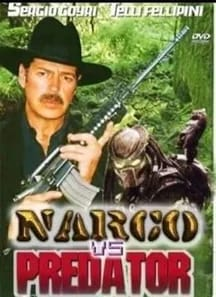 SERGIO GOYRI JELLI FELLIPINI
DVD
NARCO
VS
PREDATOR